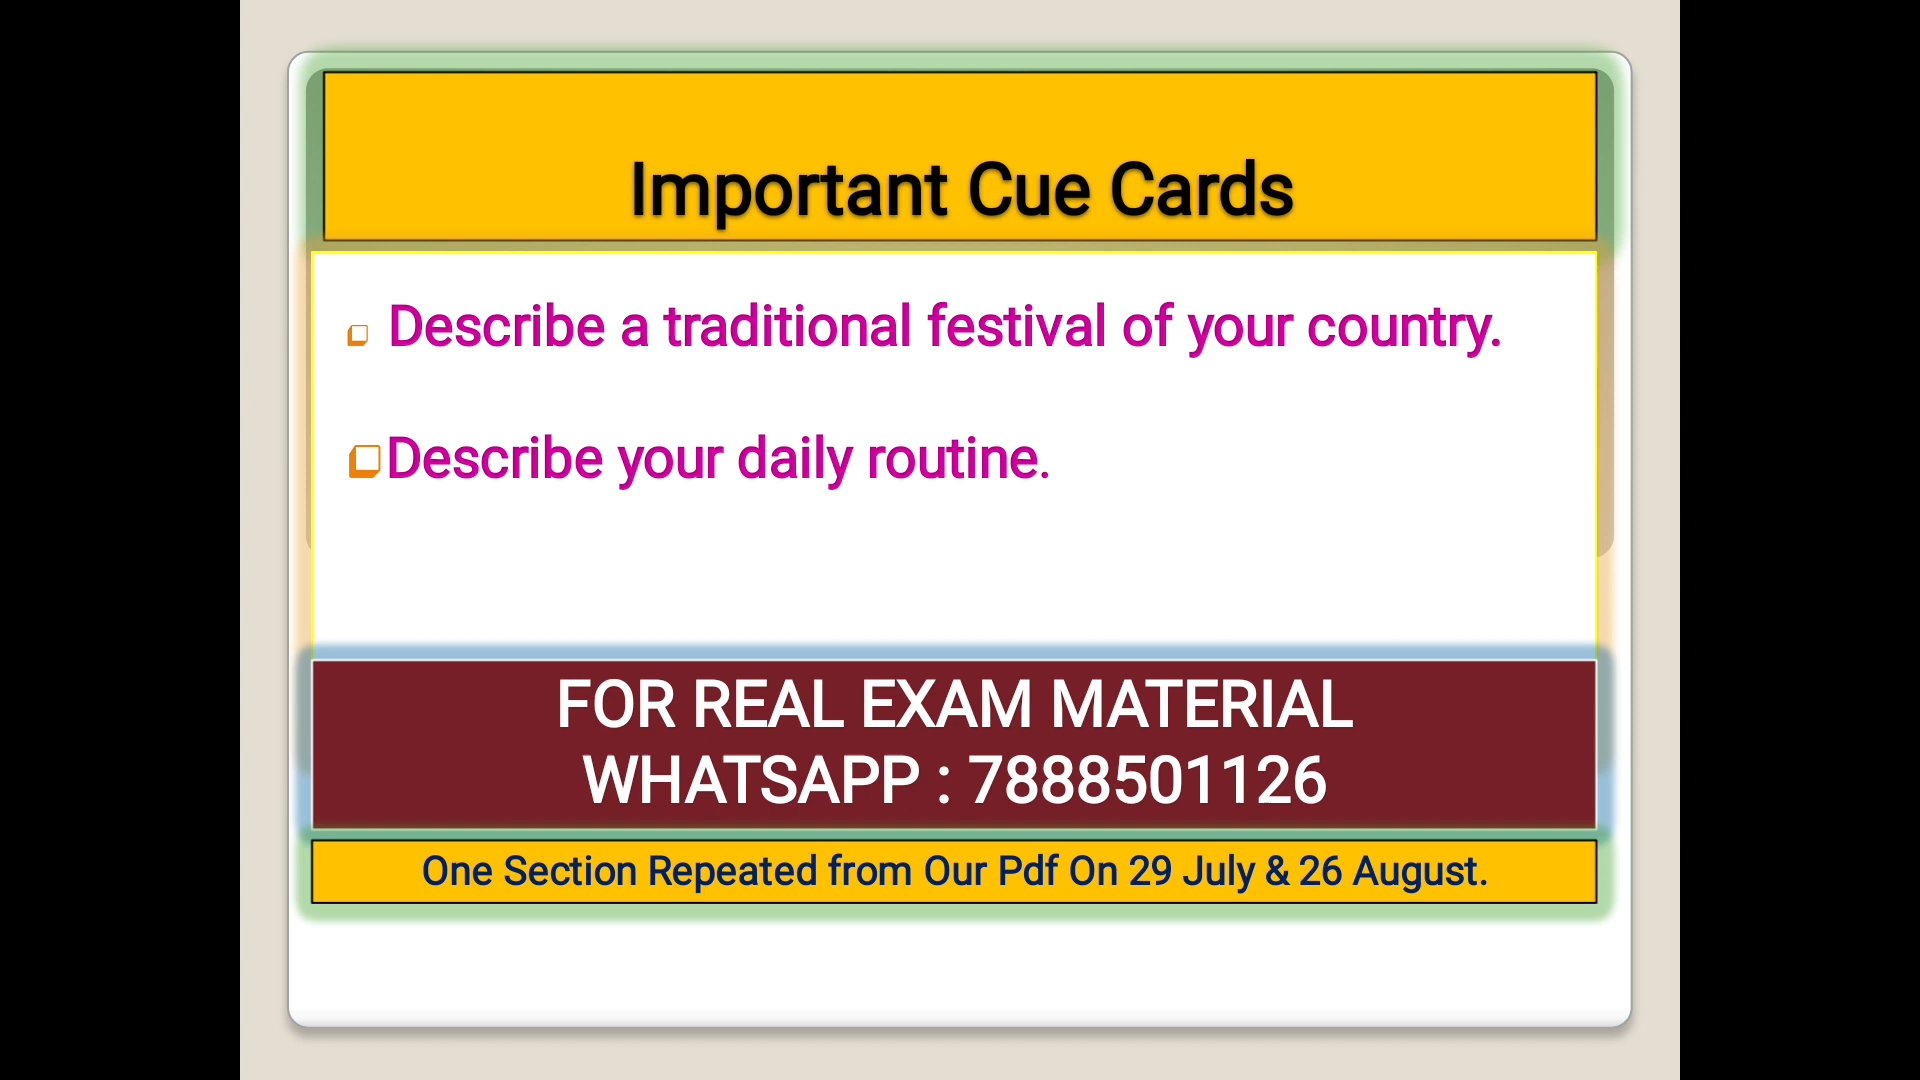 Important Cue Cards
Describe a traditional festival of your country.
Describe your daily routine.
FOR REAL EXAM MATERIAL
WHATSAPP : 7888501126
One Section Repeated from Our Pdf On 29 July & 26 August.